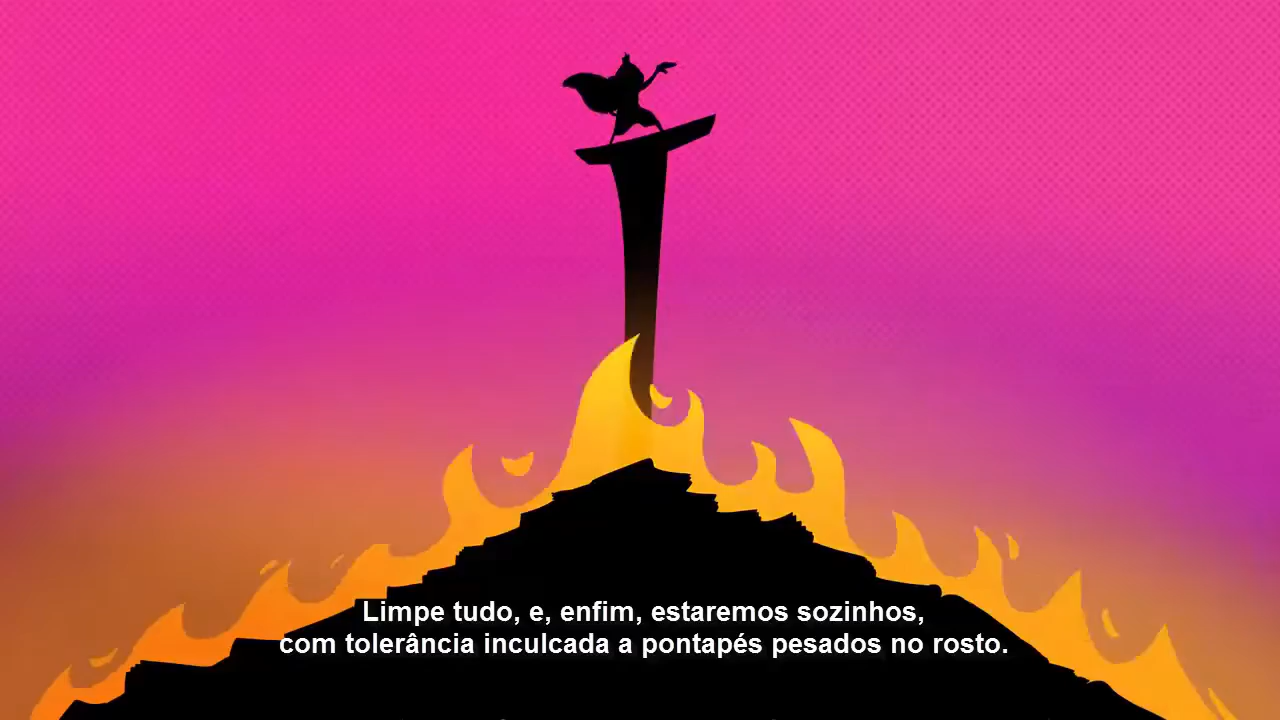 Limpe tudo, e, enfim, estaremos sozinhos,
com tolerância inculcada a pontapés pesados no rosto.